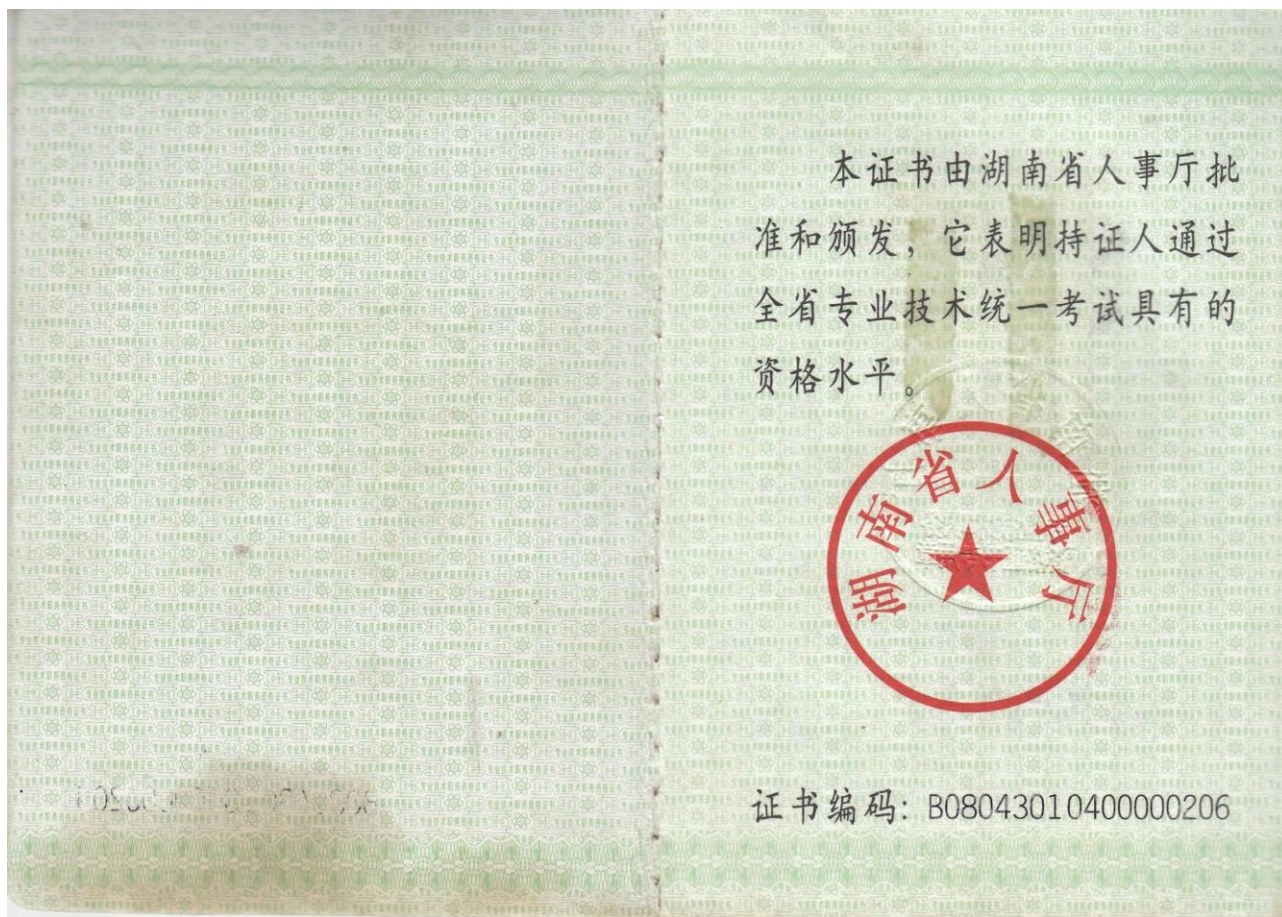 本证书由湖南省人事厅批
准和颁发，它表明持证人通过
全省专业技术统一考试具有的
资格水平。
湖南省人事厅
证书编码: B08043010400000206